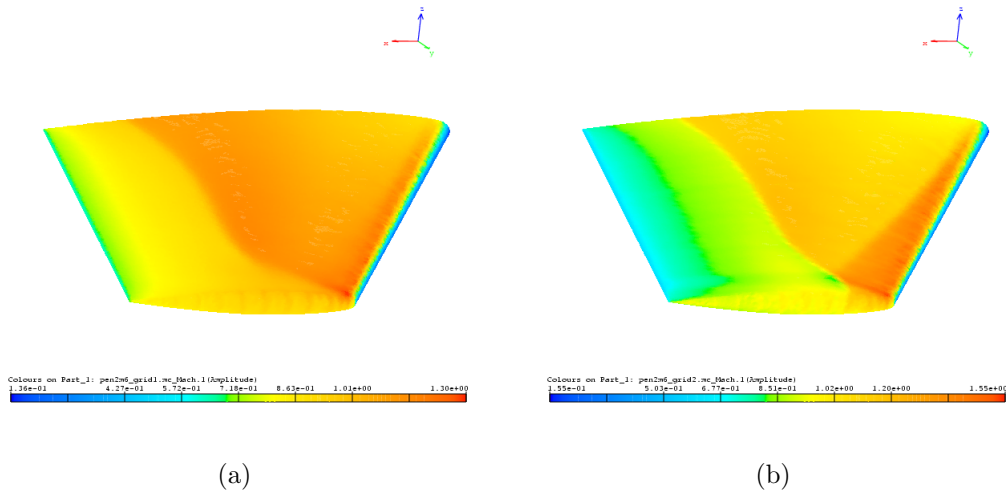 z
x
y
z
x
y
Colours on Part_1: pen2m6_grid1.mc_Mach.1(Amplitude)
1.36e-01 4.27e-01 5.72e-01 7.18e-01 8.63e-01 1.01e+00 1.30e+00
Colours on Part_1: pen2m6_grid2.mc_Mach.1(Amplitude)
1.55e-01 5.03e-01 6.77e-01 8.51e-01 1.02e+00 1.20e+00 1.55e+00
(a)
(b)